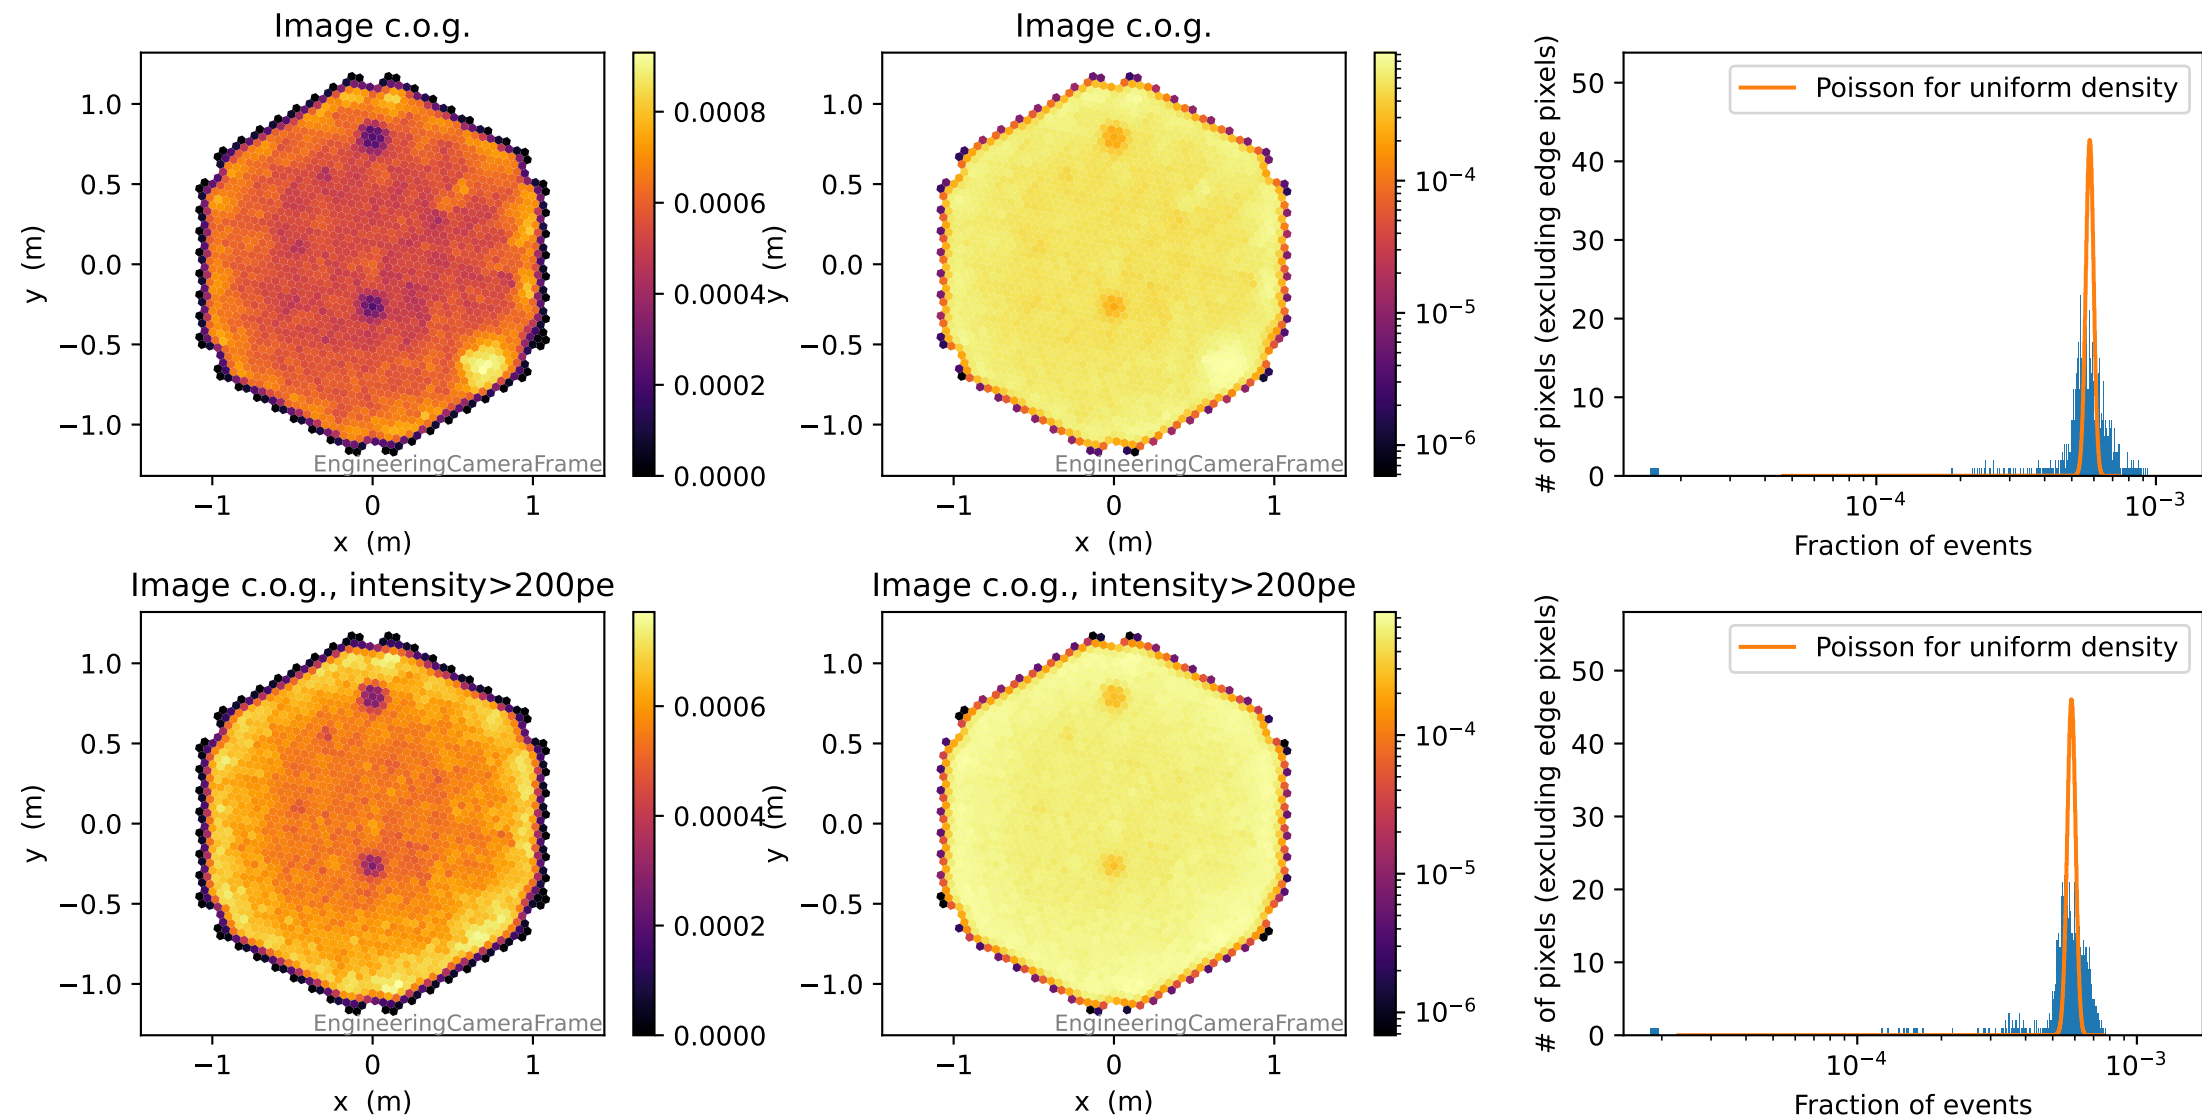 Image c.o.g.
y (m)
1.0
0.5
0.0
−0.5
−1.0
−1
0
1
x (m)
EngineeringCameraFrame
0.0008
0.0006
0.0004
0.0002
0.0000
Image c.o.g.
y (m)
1.0
0.5
0.0
−0.5
−1.0
−1
0
1
x (m)
EngineeringCameraFrame
10⁻⁴
10⁻⁵
10⁻⁶
# of pixels (excluding edge pixels)
50
40
30
20
10
0
Poisson for uniform density
10⁻⁴
10⁻³
Fraction of events
Image c.o.g., intensity>200pe
y (m)
1.0
0.5
0.0
−0.5
−1.0
−1
0
1
x (m)
EngineeringCameraFrame
0.0006
0.0004
0.0002
0.0000
Image c.o.g., intensity>200pe
y (m)
1.0
0.5
0.0
−0.5
−1.0
−1
0
1
x (m)
EngineeringCameraFrame
10⁻⁴
10⁻⁵
10⁻⁶
# of pixels (excluding edge pixels)
50
40
30
20
10
0
Poisson for uniform density
10⁻⁴
10⁻³
Fraction of events